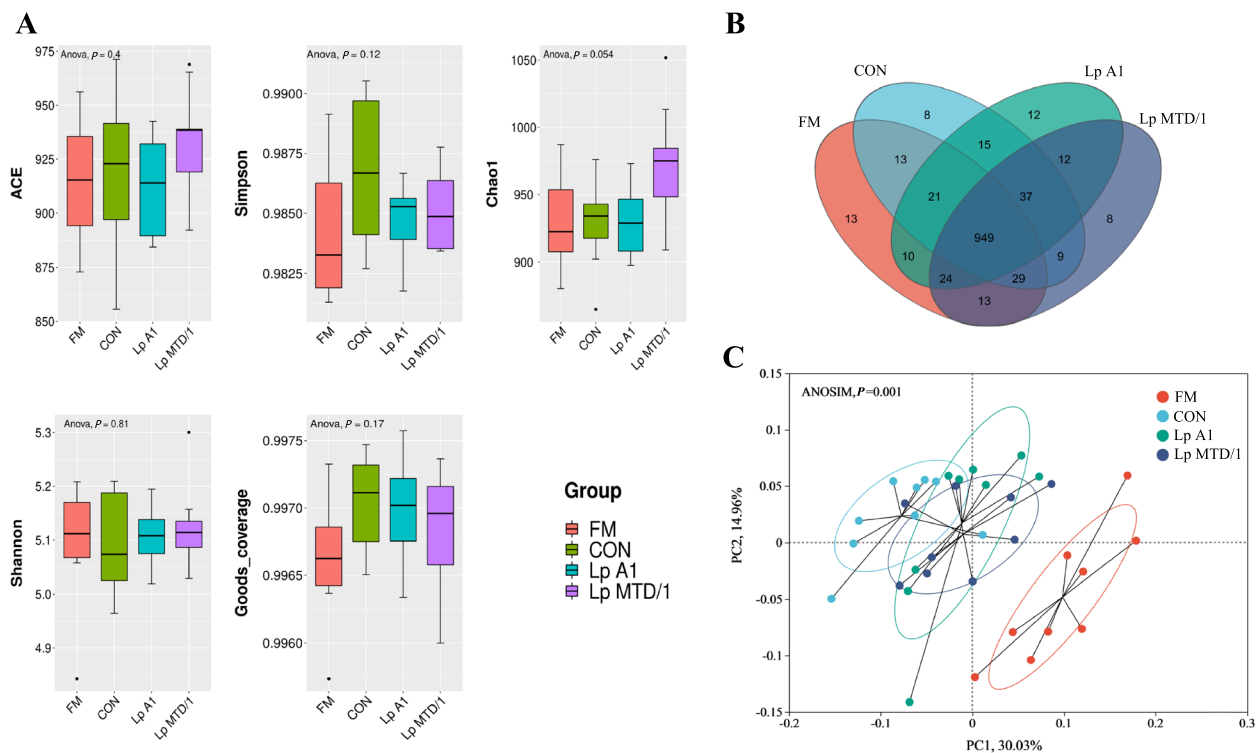 A
Anova, P = 0.4
ACE
975
950
925
900
875
850
FM
CON
Lp A1
Lp MTD/1
Anova, P = 0.12
Simpson
0.9900
0.9875
0.9850
0.9825
FM
CON
Lp A1
Lp MTD/1
Anova, P = 0.054
Chao1
1050
1000
950
900
FM
CON
Lp A1
Lp MTD/1
Anova, P = 0.81
Shannon
5.3
5.2
5.1
5.0
4.9
FM
CON
Lp A1
Lp MTD/1
Anova, P = 0.17
Goods_coverage
0.9975
0.9970
0.9965
0.9960
FM
CON
Lp A1
Lp MTD/1
Group
FM
CON
Lp A1
Lp MTD/1
B
CON
Lp A1
FM
Lp MTD/1
8
12
15
13
12
21
37
13
8
949
10
9
24
29
13
C
ANOSIM, P=0.001
FM
CON
Lp A1
Lp MTD/1
PC2, 14.96%
0.15
0.1
0.05
0
-0.05
-0.1
-0.15
-0.2
-0.1
0
0.1
0.2
0.3
PC1, 30.03%